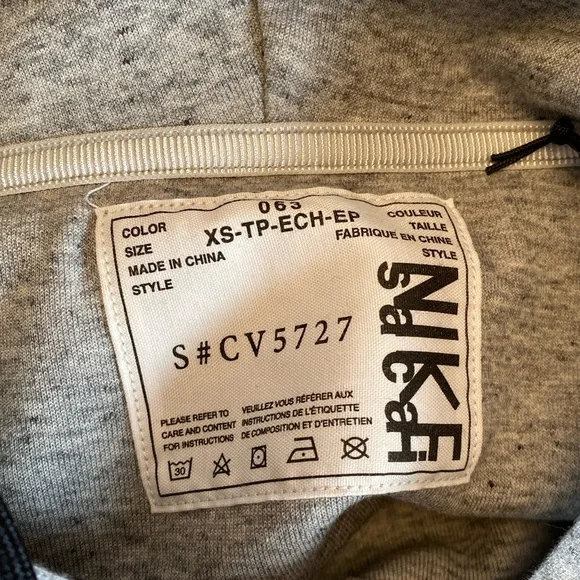 COLOR 063 COULEUR
SIZE XS-TP-ECH-EP TAILLE
MADE IN CHINA FABRIQUE EN CHINE
STYLE STYLE
S#CV5727
NIKE
sacai
PLEASE REFER TO
CARE AND CONTENT
FOR INSTRUCTIONS
VEUILLEZ VOUS RÉFÉRER AUX
INSTRUCTIONS DE L'ÉTIQUETTE
DE COMPOSITION ET D'ENTRETIEN
30